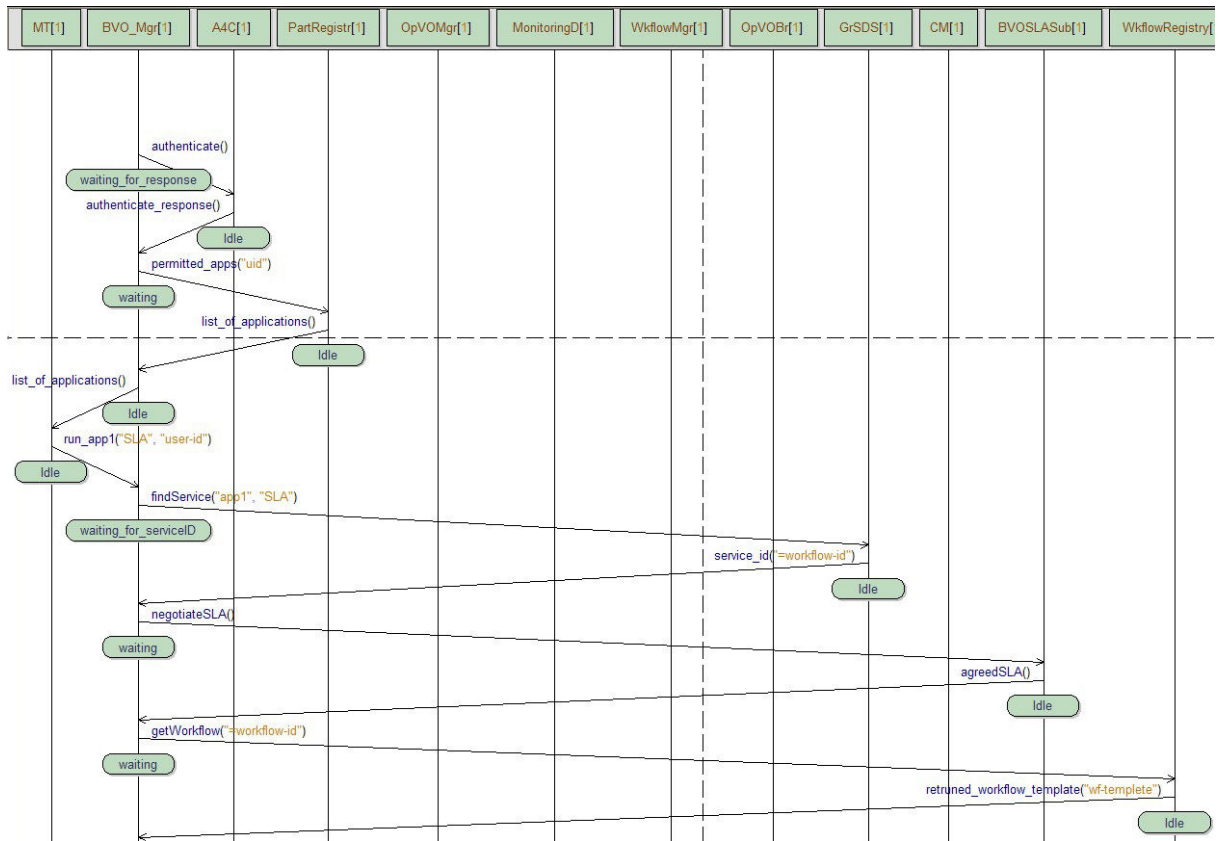 MT[1] BVO_Mgr[1] A4C[1] PartRegistr[1] OpVOMgr[1] MonitoringD[1] WkflowMgr[1] OpVOBr[1] GrSDS[1] CM[1] BVOSLASub[1] WkflowRegistry[
authenticate()
waiting_for_response
authenticate_response()
Idle
permitted_apps("uid")
waiting
list_of_applications()
Idle
list_of_applications()
Idle
run_app1("SLA", "user-id")
Idle
findService("app1", "SLA")
waiting_for_serviceID
service_id("=workflow-id")
Idle
negotiateSLA()
waiting
agreedSLA()
Idle
getWorkflow("=workflow-id")
waiting
retruned_workflow_template("wf-templete")
Idle